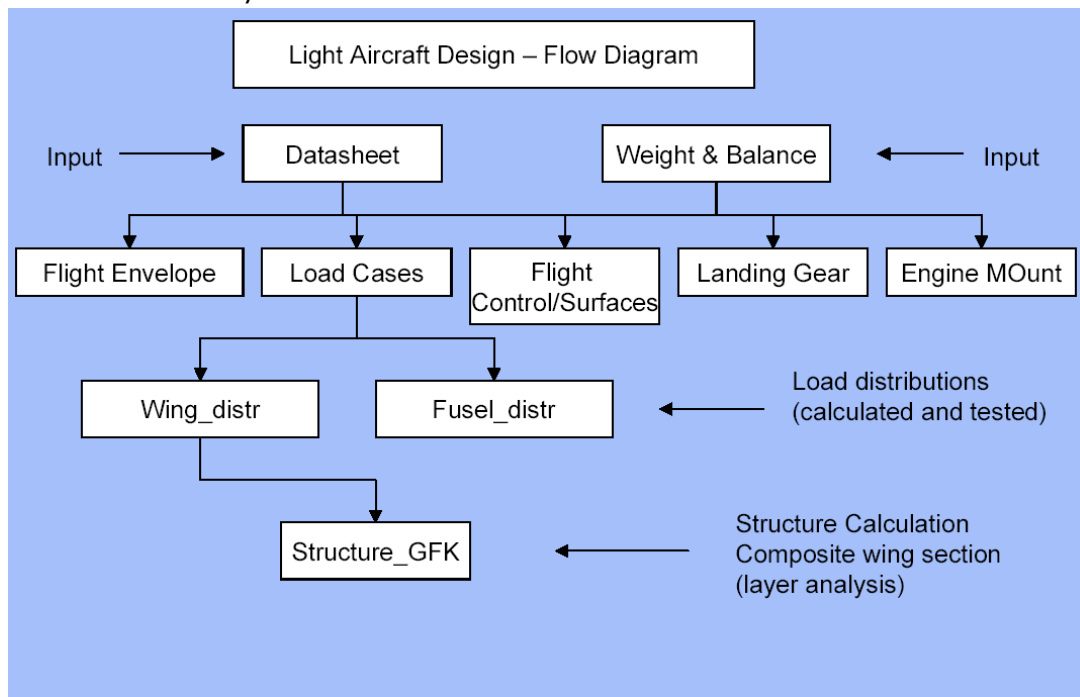 Light Aircraft Design – Flow Diagram
Input
Datasheet
Weight & Balance
Input
Flight Envelope
Load Cases
Flight
Control/Surfaces
Landing Gear
Engine MOunt
Wing_distr
Fusel_distr
Load distributions
(calculated and tested)
Structure_GFK
Structure Calculation
Composite wing section
(layer analysis)